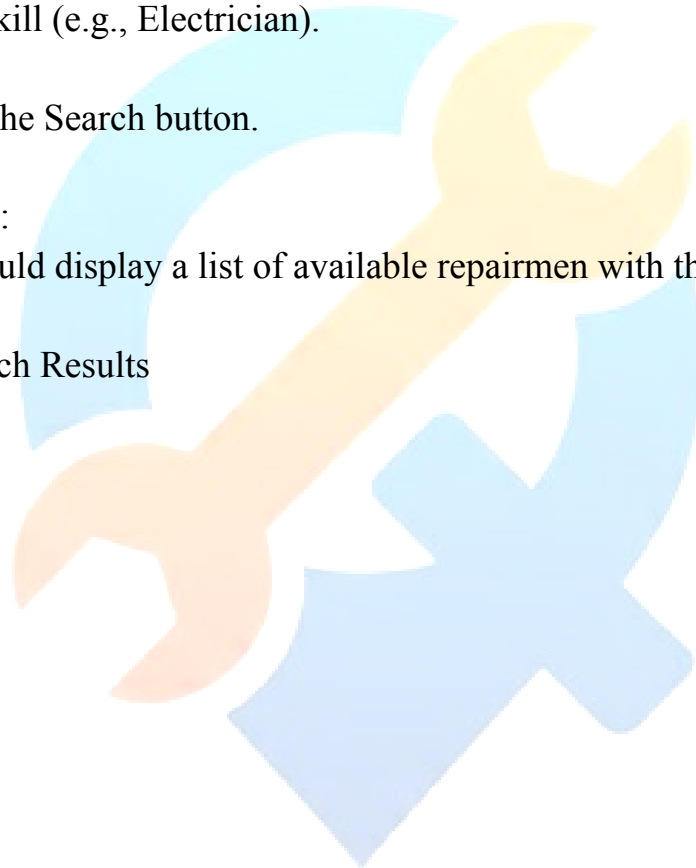 kill (e.g., Electrician).
he Search button.
:
uld display a list of available repairmen with th
ch Results